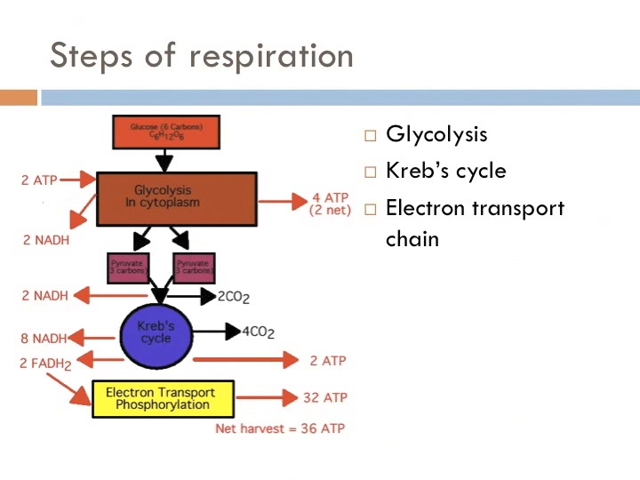 Steps of respiration
Glucose (6 Carbons)
C6H12O6
2 ATP
Glycolysis
In cytoplasm
4 ATP
(2 net)
2 NADH
Pyruvate
3 carbons)
Pyruvate
3 carbons)
2 NADH
2CO2
Kreb's
cycle
4CO2
8 NADH
2 FADH2
2 ATP
Electron Transport
Phosphorylation
32 ATP
Net harvest = 36 ATP
Glycolysis
Kreb's cycle
Electron transport
chain